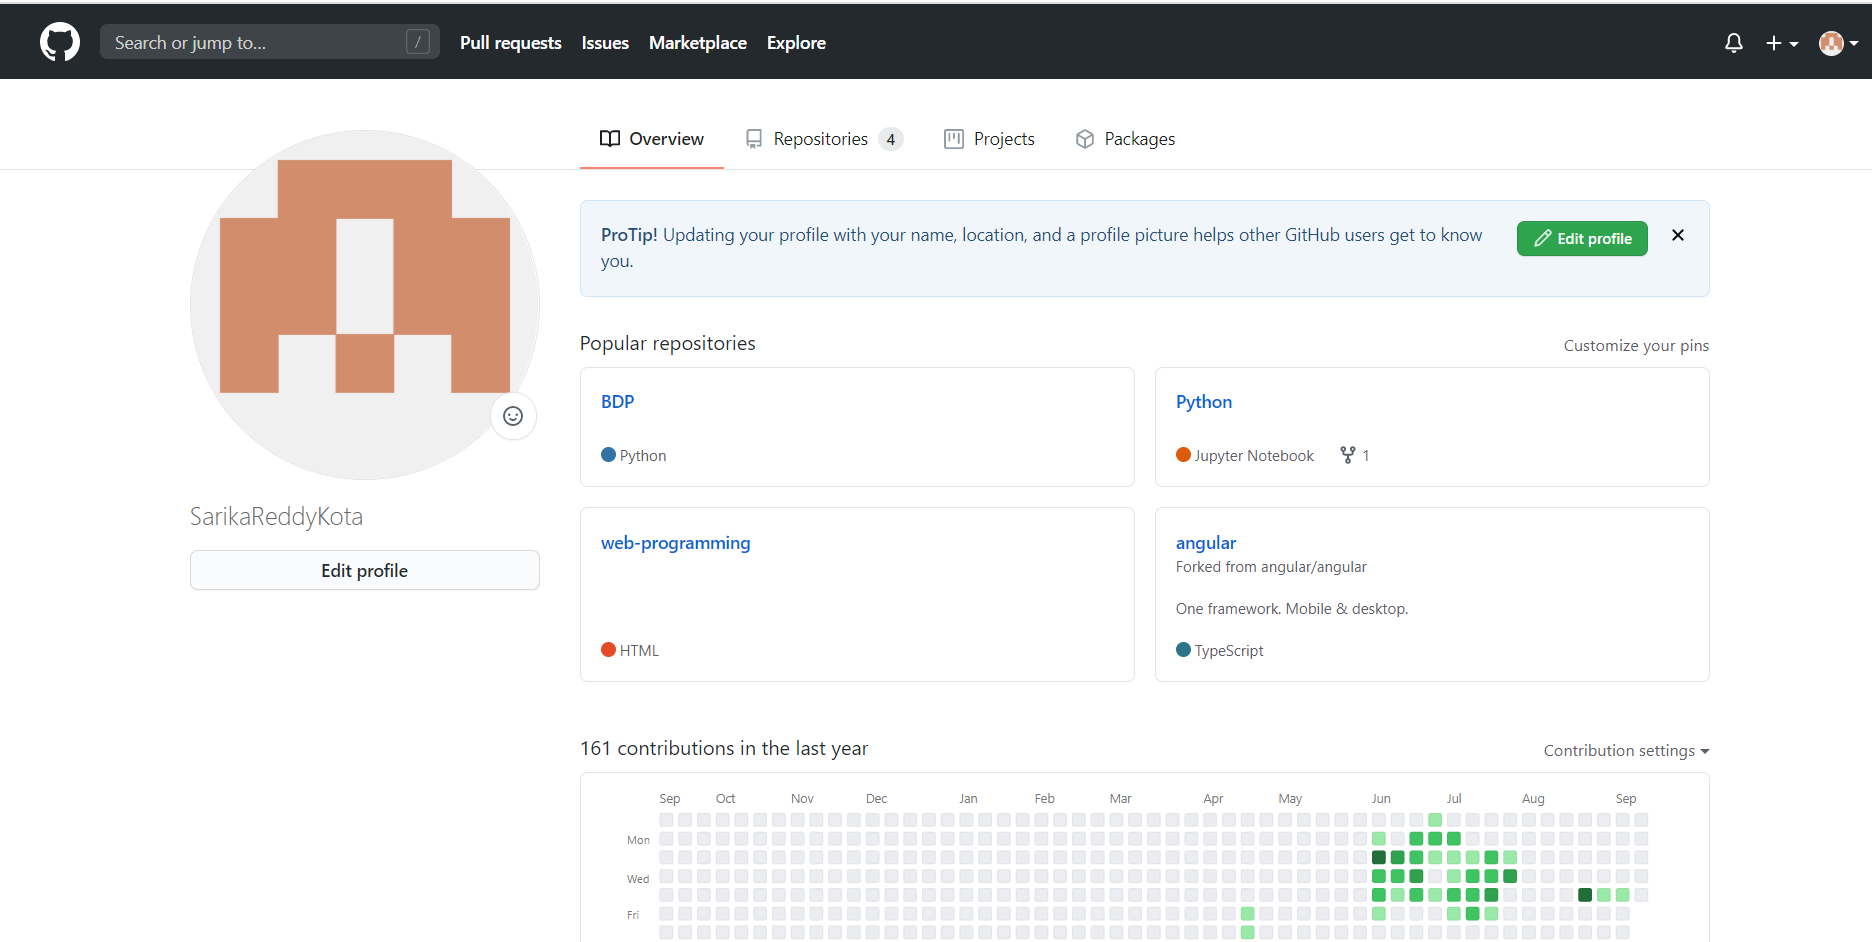 Search or jump to... /
Pull requests Issues Marketplace Explore
Overview Repositories 4 Projects Packages
ProTip! Updating your profile with your name, location, and a profile picture helps other GitHub users get to know
you.
Edit profile
SarikaReddyKota
Edit profile
Popular repositories Customize your pins
BDP
Python
Python
Jupyter Notebook 1
web-programming
HTML
angular
Forked from angular/angular
One framework. Mobile & desktop.
TypeScript
161 contributions in the last year Contribution settings
Sep Oct Nov Dec Jan Feb Mar Apr May Jun Jul Aug Sep
Mon
Wed
Fri